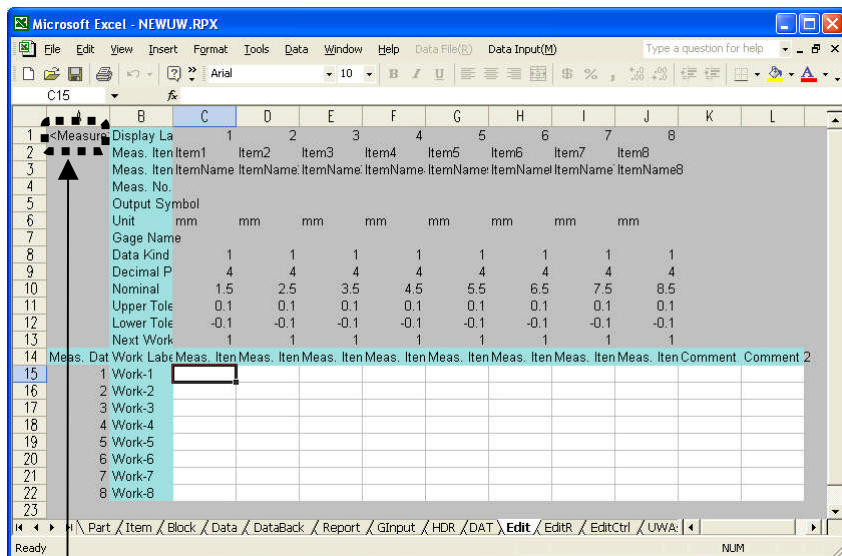 Microsoft Excel - NEWUW.RPX
File Edit View Insert Format Tools Data Window Help Data File(R) Data Input(M) Type a question for help
Arial 10 B I U $ % ,
C15 fx
A B C D E F G H I J K L
1 <Measure Display La 1 2 3 4 5 6 7 8
2 Meas. Iten Item1 Item2 Item3 Item4 Item5 Item6 Item7 Item8
3 Meas. Iten ItemName ItemName ItemName ItemName ItemName ItemName ItemName ItemName8
4 Meas. No.
5 Output Symbol
6 Unit mm mm mm mm mm mm mm mm
7 Gage Name
8 Data Kind 1 1 1 1 1 1 1 1
9 Decimal P 4 4 4 4 4 4 4 4
10 Nominal 1.5 2.5 3.5 4.5 5.5 6.5 7.5 8.5
11 Upper Tole 0.1 0.1 0.1 0.1 0.1 0.1 0.1 0.1
12 Lower Tole -0.1 -0.1 -0.1 -0.1 -0.1 -0.1 -0.1 -0.1
13 Next Work 1 1 1 1 1 1 1 1
14 Meas. Dat Work Labe Meas. Iten Meas. Iten Meas. Iten Meas. Iten Meas. Iten Meas. Iten Meas. Iten Meas. Iten Comment Comment 2
15 1 Work-1
16 2 Work-2
17 3 Work-3
18 4 Work-4
19 5 Work-5
20 6 Work-6
21 7 Work-7
22 8 Work-8
23
Part Item Block Data DataBack Report GInput HDR DAT Edit EditR EditCtrl UWA
Ready NUM